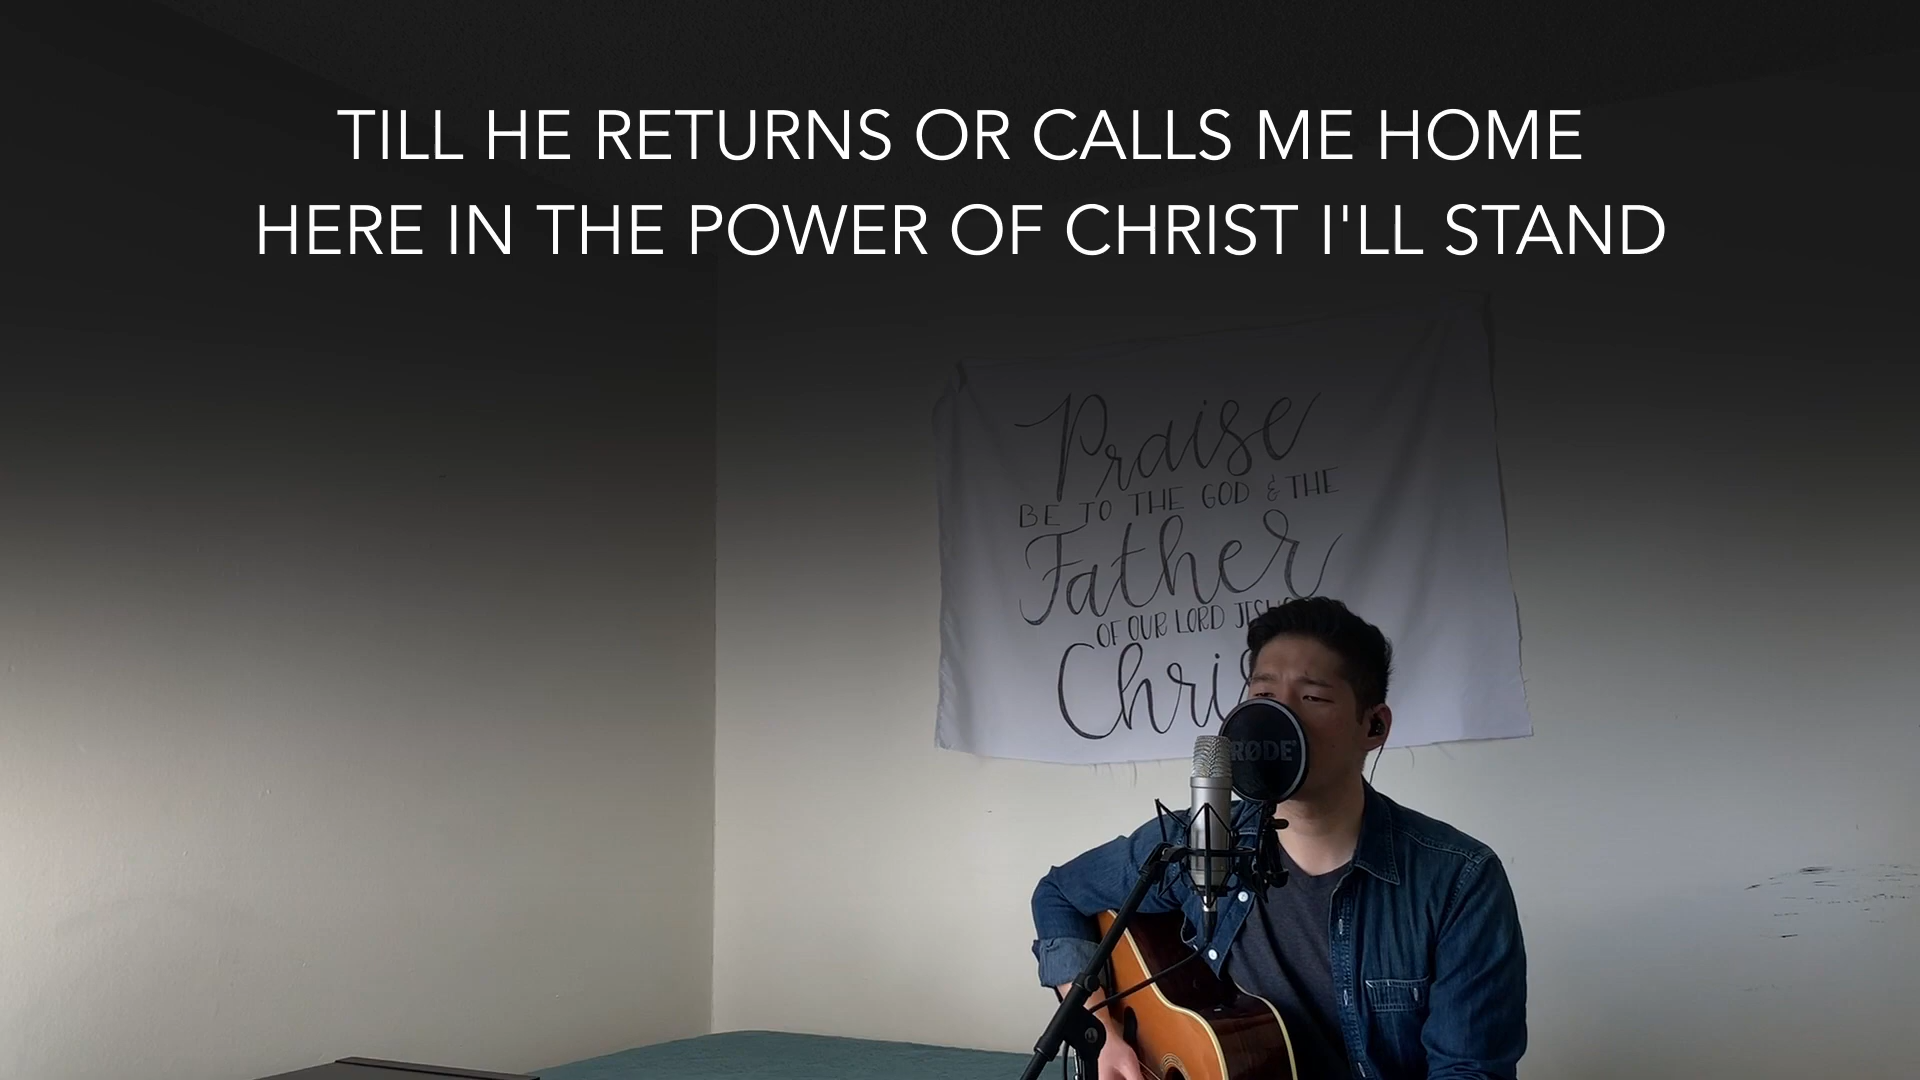 TILL HE RETURNS OR CALLS ME HOME
HERE IN THE POWER OF CHRIST I'LL STAND
Praise
BE TO THE GOD & THE
Father
OF OUR LORD
RØDE